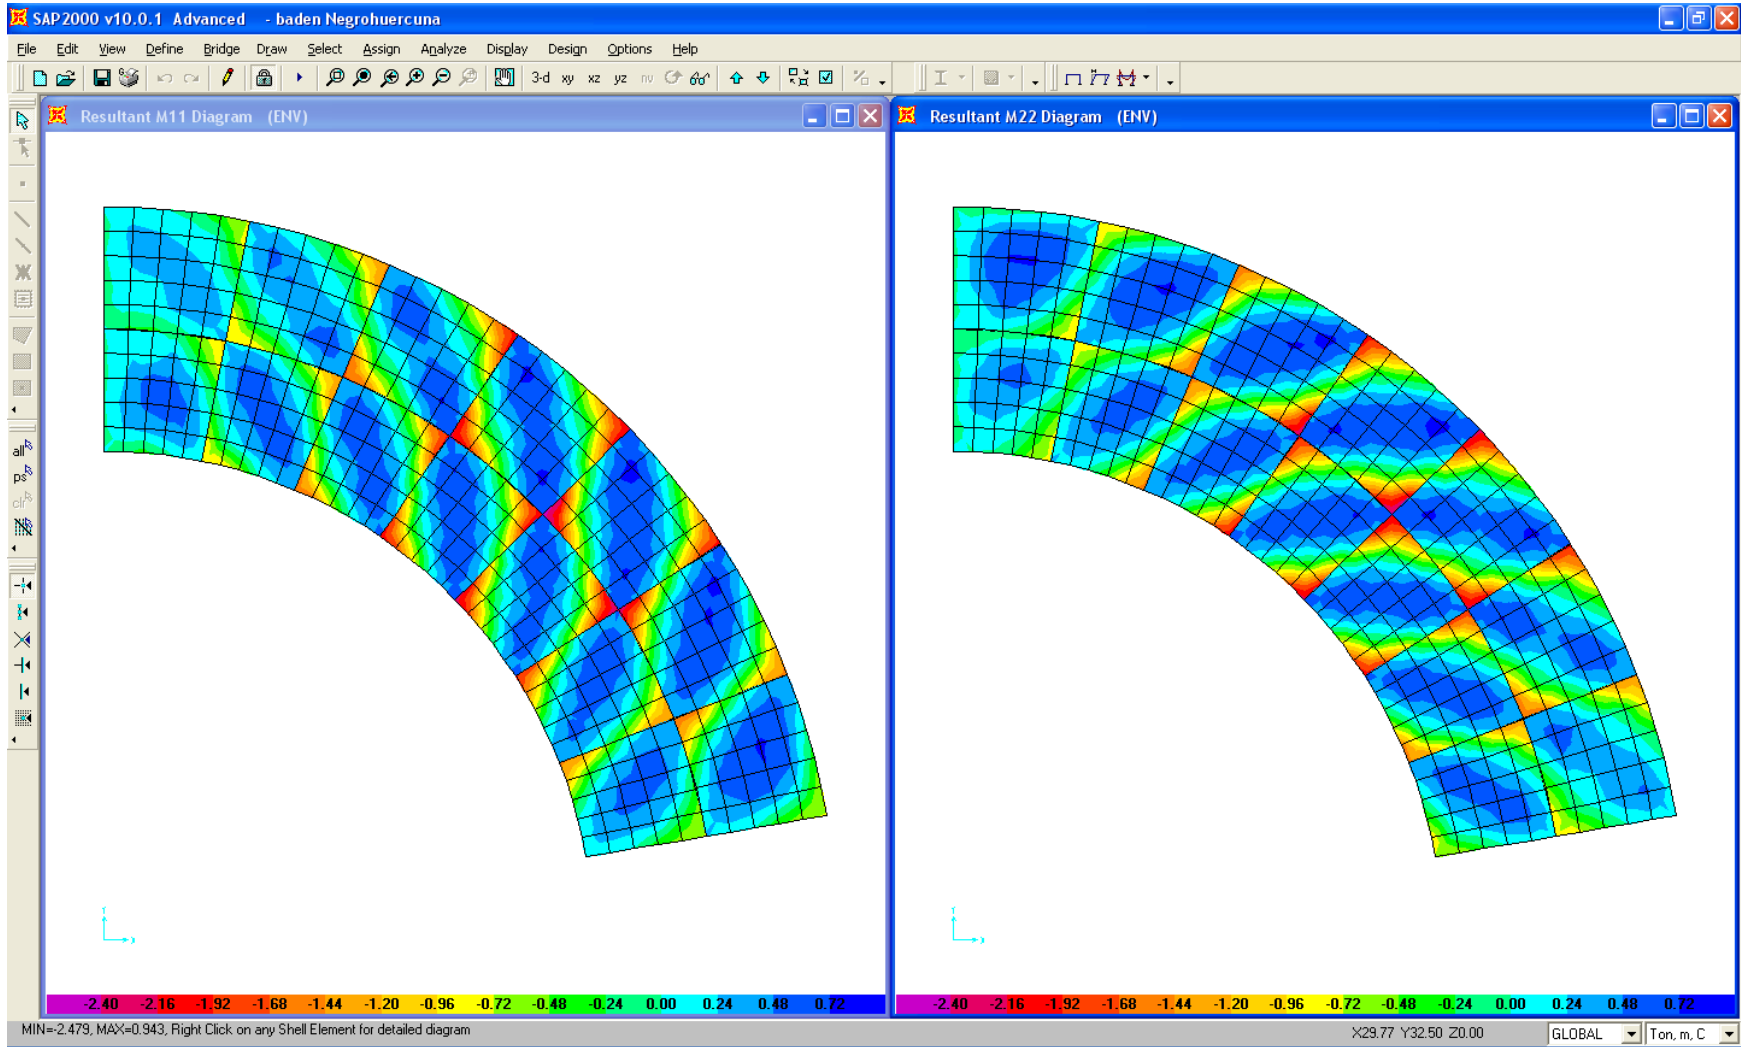 SAP2000 v10.0.1 Advanced - baden Negrohuercuna
File Edit View Define Bridge Draw Select Assign Analyze Display Design Options Help
3-d xy xz yz nv
Resultant M11 Diagram (ENV)
Resultant M22 Diagram (ENV)
all
ps
clr
-2.40 -2.16 -1.92 -1.68 -1.44 -1.20 -0.96 -0.72 -0.48 -0.24 0.00 0.24 0.48 0.72
-2.40 -2.16 -1.92 -1.68 -1.44 -1.20 -0.96 -0.72 -0.48 -0.24 0.00 0.24 0.48 0.72
MIN=-2.479, MAX=0.943, Right Click on any Shell Element for detailed diagram
X29.77 Y32.50 Z0.00
GLOBAL
Ton, m, C